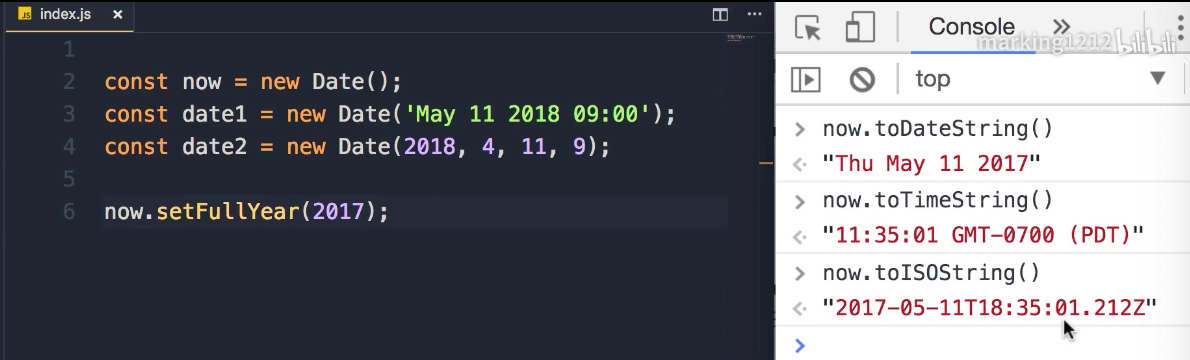 JS index.js ×
1
2 const now = new Date();
3 const date1 = new Date('May 11 2018 09:00');
4 const date2 = new Date(2018, 4, 11, 9);
5
6 now.setFullYear(2017);
Console »
marking1212 bilibili
top
> now.toDateString()
"Thu May 11 2017"
> now.toTimeString()
"11:35:01 GMT-0700 (PDT)"
> now.toISOString()
"2017-05-11T18:35:01.212Z"
>